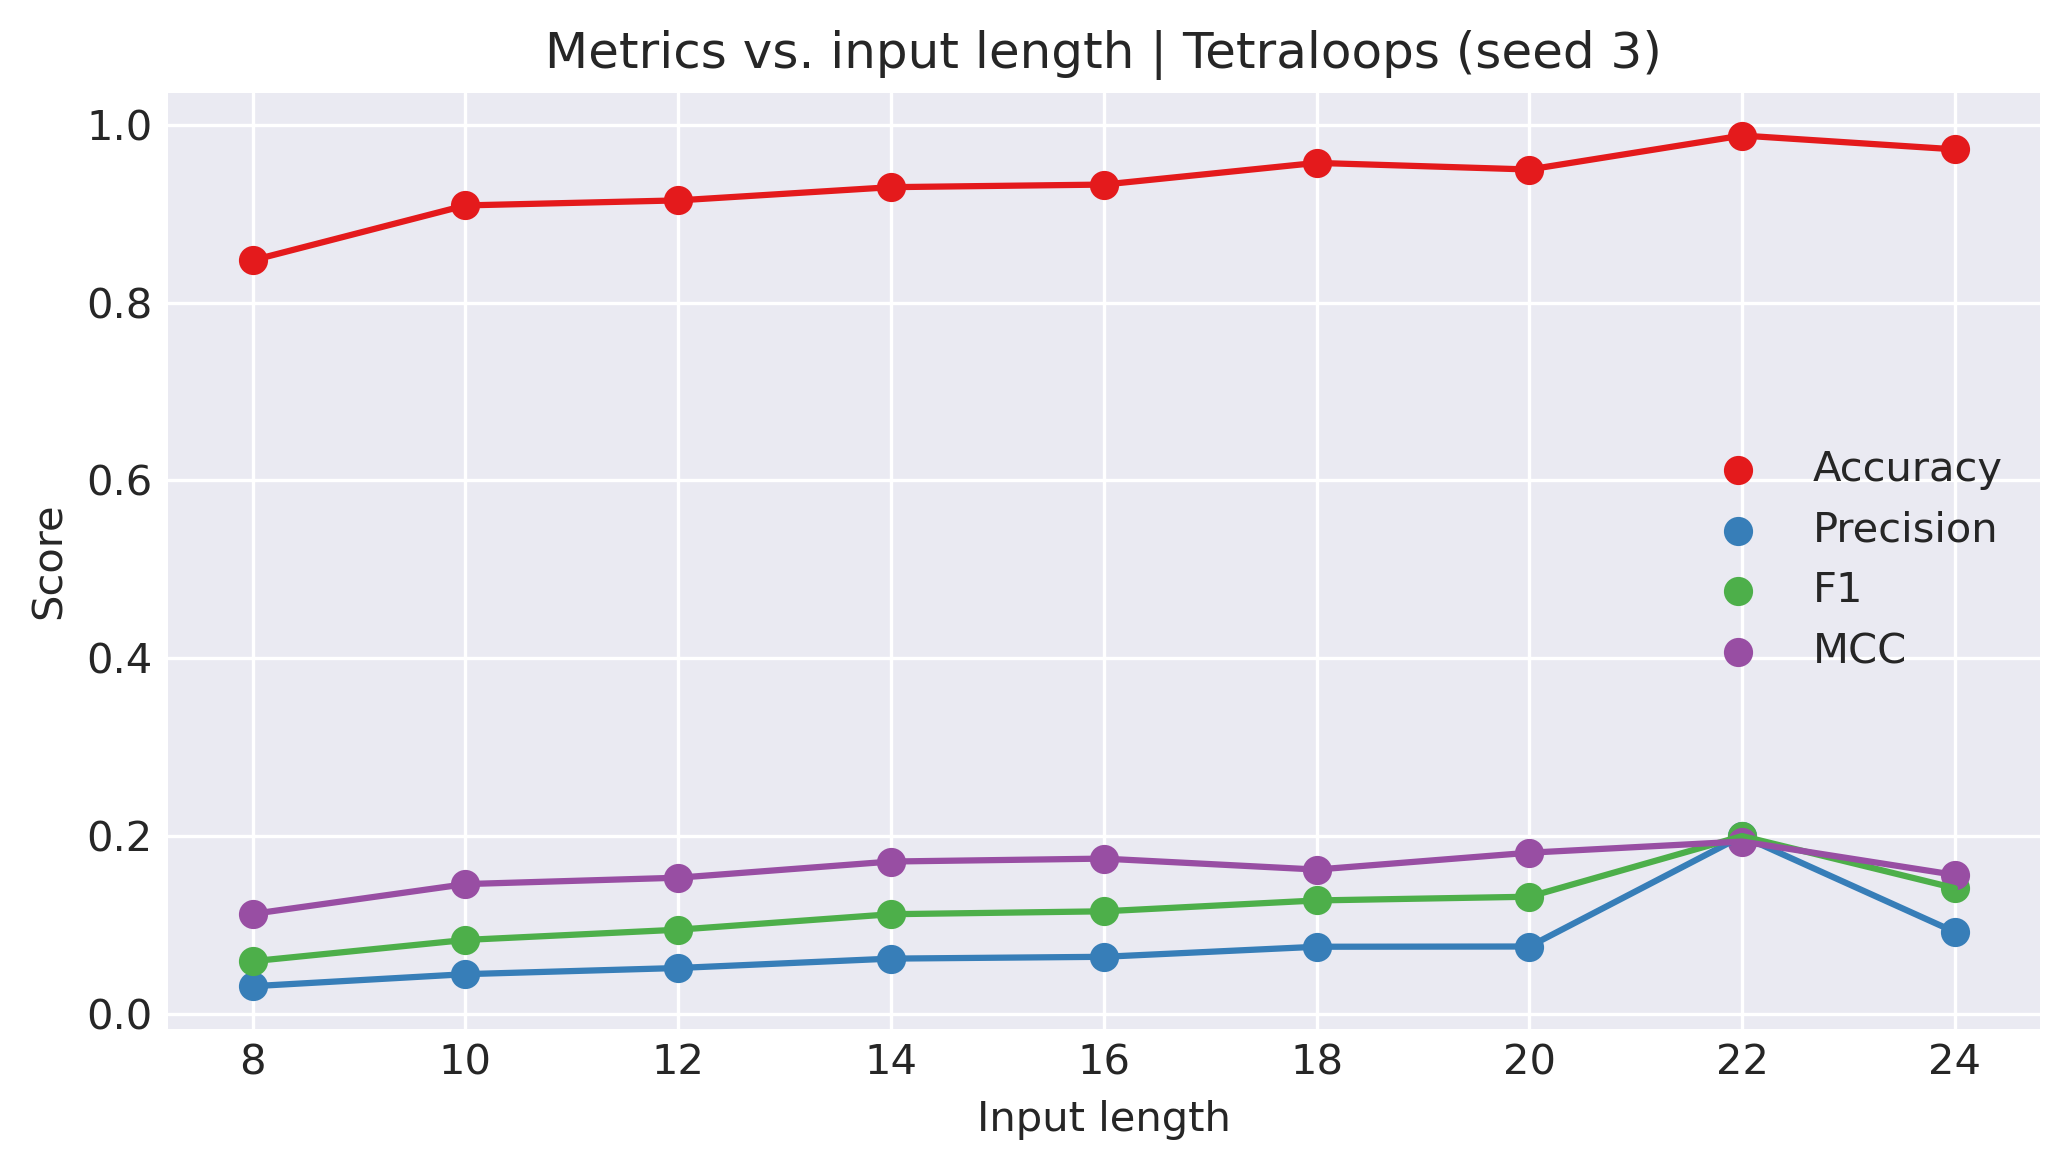 Metrics vs. input length | Tetraloops (seed 3)
1.0
0.8
0.6
0.4
0.2
0.0
Score
Accuracy
Precision
F1
MCC
8 10 12 14 16 18 20 22 24
Input length